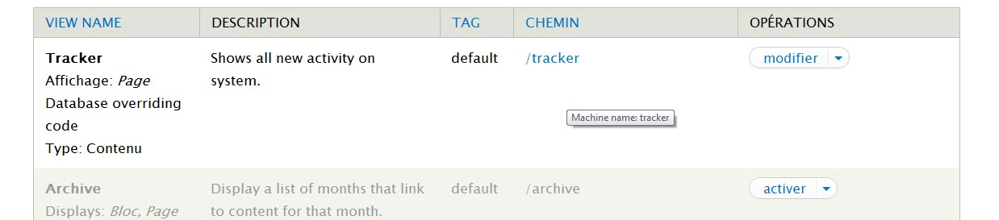 VIEW NAME DESCRIPTION TAG CHEMIN OPÉRATIONS
Tracker Shows all new activity on default /tracker modifier
Affichage: Page system.
Database overriding
Machine name: tracker
code
Type: Contenu
Archive Display a list of months that link default /archive activer
Displays: Bloc, Page to content for that month.